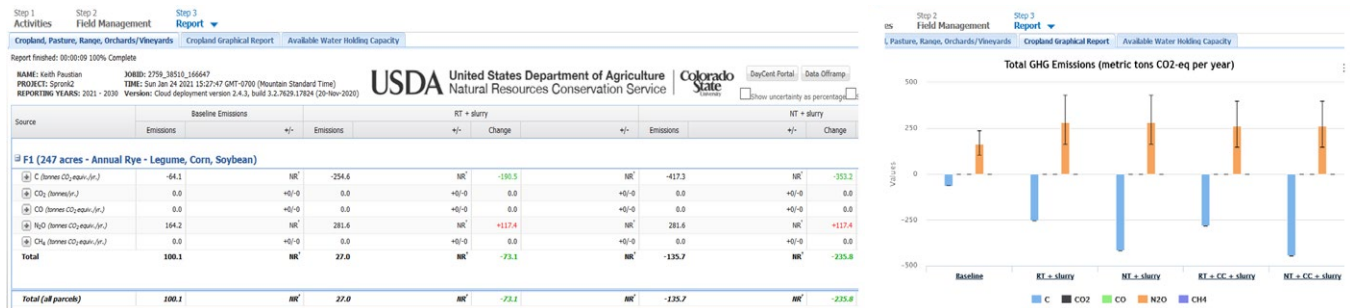 Step 1 Step 2 Step 3
Activities Field Management Report
Cropland, Pasture, Range, Orchards/Vineyards Cropland Graphical Report Available Water Holding Capacity
Report finished: 00:00:09 100% Complete
NAME: Keith Paustian JOBID: 2759_38510_166647
PROJECT: Spronk2 TIME: Sun Jan 24 2021 15:27:47 GMT-0700 (Mountain Standard Time)
REPORTING YEARS: 2021 - 2030 Version: Cloud deployment version 2.4.3, build 3.2.7629.17824 (20-Nov-2020)
USDA United States Department of Agriculture
Natural Resources Conservation Service
Colorado State University
DayCent Portal Data Offramp
Show uncertainty as percentage
Source Baseline Emissions RT + slurry NT + slurry
Emissions +/- Emissions +/- Change +/- Emissions +/- Change
F1 (247 acres - Annual Rye - Legume, Corn, Soybean)
C (tonnes CO2 equiv./yr.) -64.1 NR* -254.6 NR* -190.5 NR* -417.3 NR* -353.2
CO2 (tonnes/yr.) 0.0 +0/-0 0.0 +0/-0 0.0 +0/-0 0.0 +0/-0 0.0
CO (tonnes CO2 equiv./yr.) 0.0 +0/-0 0.0 +0/-0 0.0 +0/-0 0.0 +0/-0 0.0
N2O (tonnes CO2 equiv./yr.) 164.2 NR* 281.6 NR* +117.4 NR* 281.6 NR* +117.4
CH4 (tonnes CO2 equiv./yr.) 0.0 +0/-0 0.0 +0/-0 0.0 +0/-0 0.0 +0/-0 0.0
Total 100.1 NR* 27.0 NR* -73.1 NR* -135.7 NR* -235.8
Total (all parcels) 100.1 NR* 27.0 NR* -73.1 NR* -135.7 NR* -235.8
Step 2 Step 3
es Field Management Report
, Pasture, Range, Orchards/Vineyards Cropland Graphical Report Available Water Holding Capacity
Total GHG Emissions (metric tons CO2-eq per year)
500
250
0
-250
-500
Values
Baseline RT + slurry NT + slurry RT + CC + slurry NT + CC + slurry
C CO2 CO N2O CH4